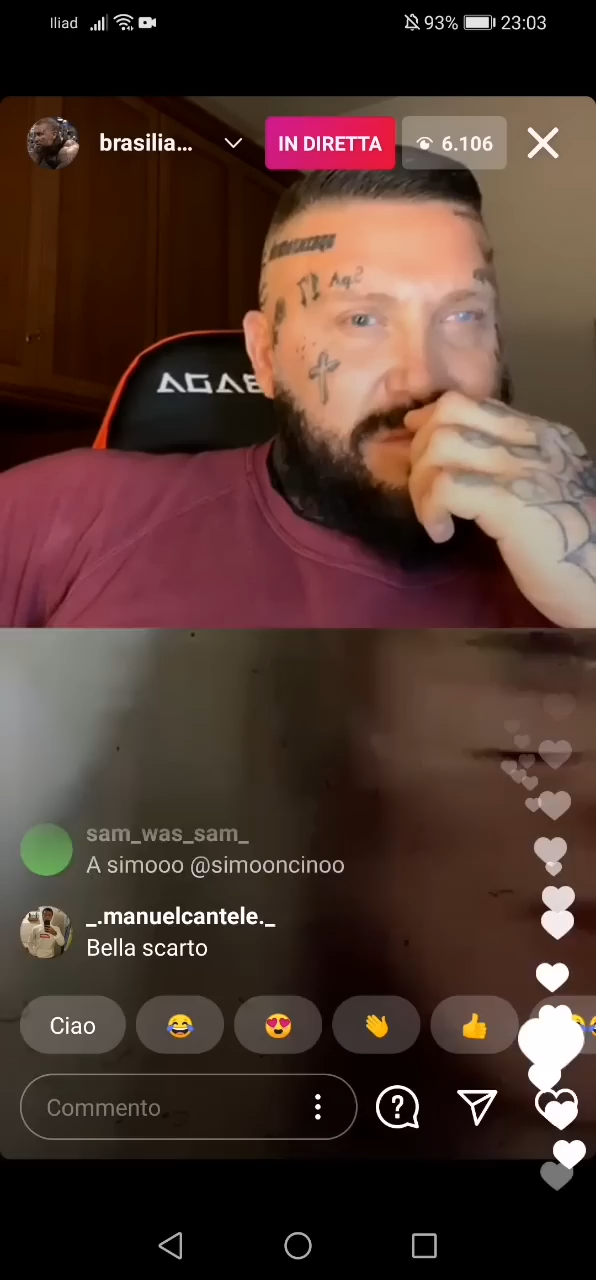 Iliad
93%
23:03
brasilia...
IN DIRETTA
6.106
sam_was_sam_
A simooo @simooncinoo
_.manuelcantele._
Bella scarto
Ciao
Commento